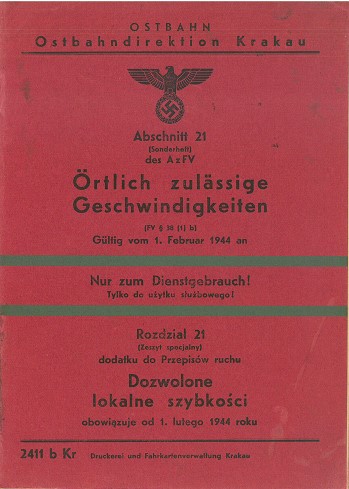 OSTBAHN
Ostbahndirektion Krakau
Abschnitt 21
(Sonderheft)
des AzFV
Örtlich zulässige
Geschwindigkeiten
(FV § 38 (1) b)
Gültig vom 1. Februar 1944 an
Nur zum Dienstgebrauch!
Tylko do użytku służbowego!
Rozdział 21
(Zeszyt specjalny)
dodatku do Przepisów ruchu
Dozwolone
lokalne szybkości
obowiązuje od 1. lutego 1944 roku
2411 b Kr Druckerei und Fahrkartenverwaltung Krakau